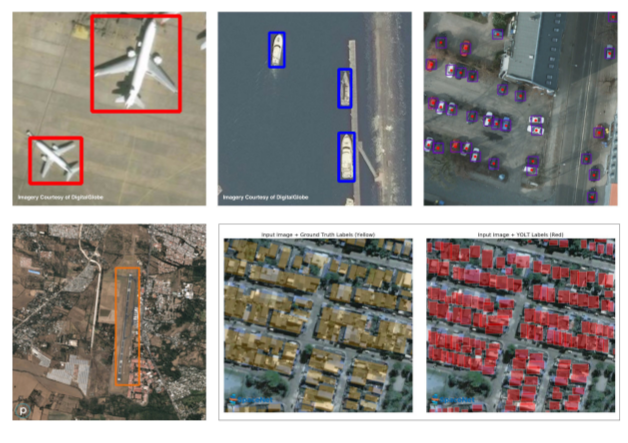 Imagery Courtesy of DigitalGlobe
Imagery Courtesy of DigitalGlobe
Input Image + Ground Truth Labels (Yellow)
Input Image + YOLT Labels (Red)
p